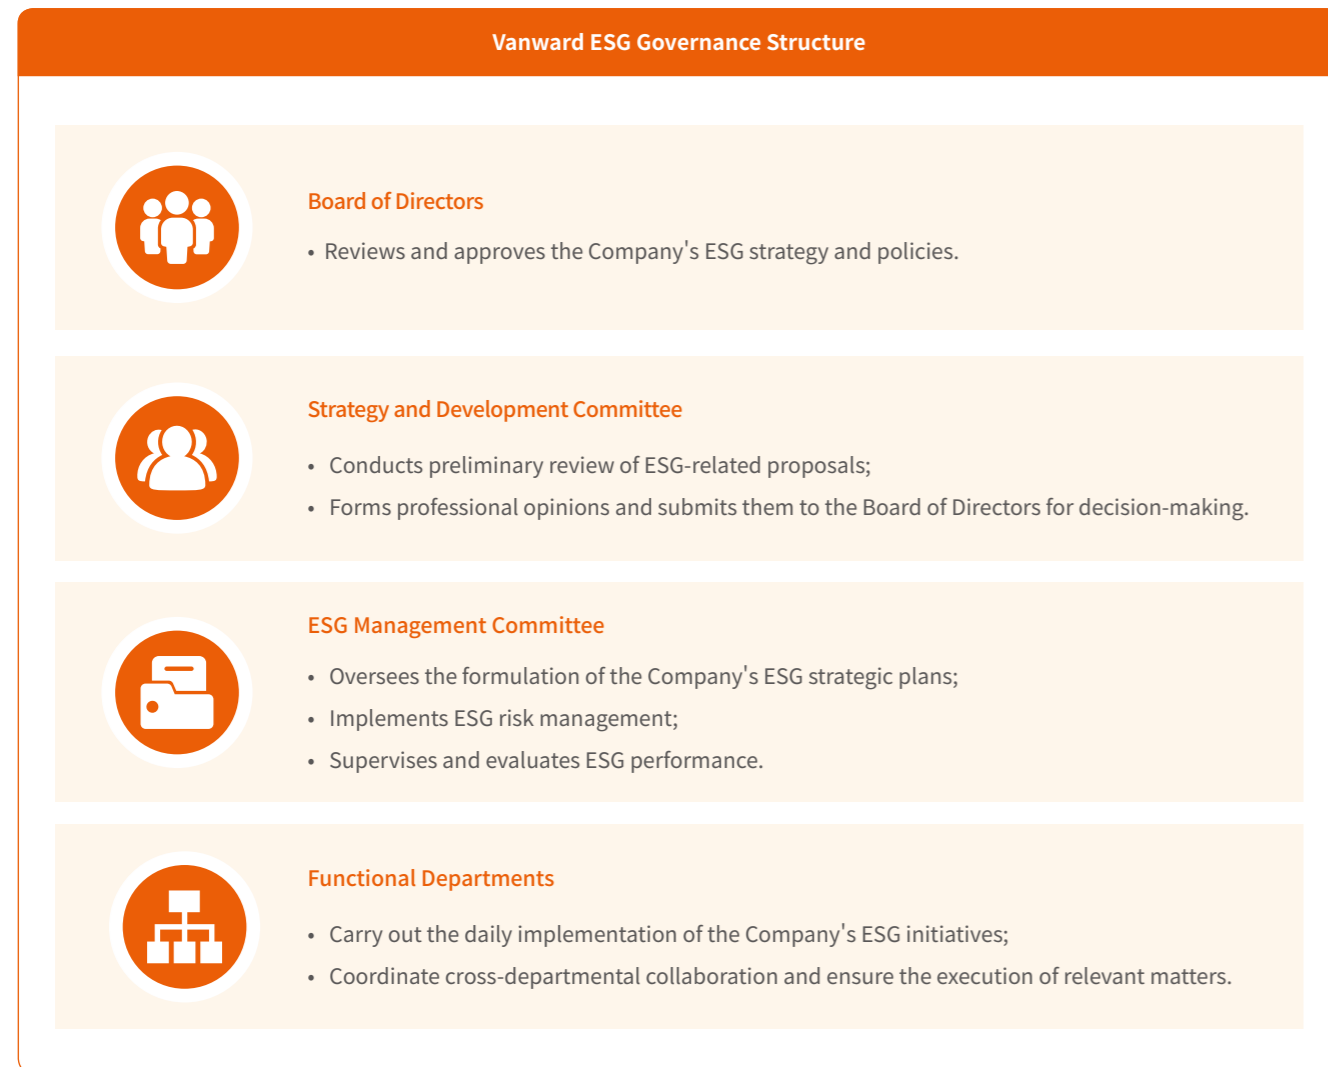 Vanward ESG Governance Structure
Board of Directors
• Reviews and approves the Company's ESG strategy and policies.
Strategy and Development Committee
• Conducts preliminary review of ESG-related proposals;
• Forms professional opinions and submits them to the Board of Directors for decision-making.
ESG Management Committee
• Oversees the formulation of the Company's ESG strategic plans;
• Implements ESG risk management;
• Supervises and evaluates ESG performance.
Functional Departments
• Carry out the daily implementation of the Company's ESG initiatives;
• Coordinate cross-departmental collaboration and ensure the execution of relevant matters.